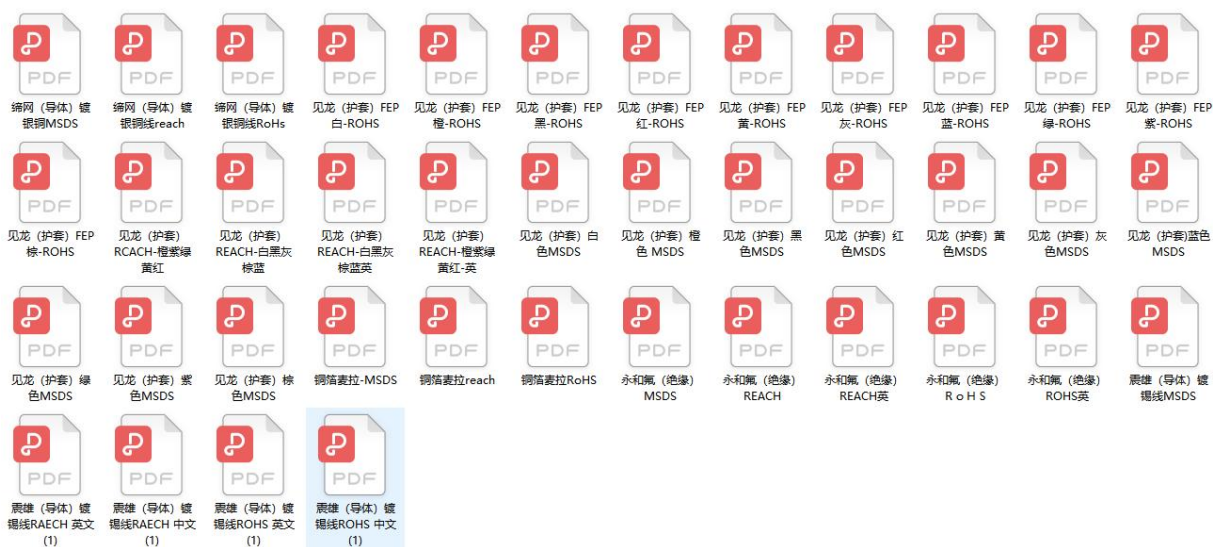 PDF
缔网（导体）镀
银铜MSDS
PDF
缔网（导体）镀
银铜线reach
PDF
缔网（导体）镀
银铜线RoHs
PDF
见龙（护套）FEP
白-ROHS
PDF
见龙（护套）FEP
橙-ROHS
PDF
见龙（护套）FEP
黑-ROHS
PDF
见龙（护套）FEP
红-ROHS
PDF
见龙（护套）FEP
黄-ROHS
PDF
见龙（护套）FEP
灰-ROHS
PDF
见龙（护套）FEP
蓝-ROHS
PDF
见龙（护套）FEP
绿-ROHS
PDF
见龙（护套）FEP
紫-ROHS
PDF
见龙（护套）FEP
棕-ROHS
PDF
见龙（护套）
RCACH-橙紫绿
黄红
PDF
见龙（护套）
REACH-白黑灰
棕蓝
PDF
见龙（护套）
REACH-白黑灰
棕蓝英
PDF
见龙（护套）
REACH-橙紫绿
黄红-英
PDF
见龙（护套）白
色MSDS
PDF
见龙（护套）橙
色 MSDS
PDF
见龙（护套）黑
色MSDS
PDF
见龙（护套）红
色MSDS
PDF
见龙（护套）黄
色MSDS
PDF
见龙（护套）灰
色MSDS
PDF
见龙（护套)蓝色
MSDS
PDF
见龙（护套）绿
色MSDS
PDF
见龙（护套）紫
色MSDS
PDF
见龙（护套）棕
色MSDS
PDF
铜箔麦拉-MSDS
PDF
铜箔麦拉reach
PDF
铜箔麦拉RoHS
PDF
永和氟（绝缘）
MSDS
PDF
永和氟（绝缘）
REACH
PDF
永和氟（绝缘）
REACH英
PDF
永和氟（绝缘）
ＲｏＨＳ
PDF
永和氟（绝缘）
ROHS英
PDF
震雄（导体）镀
锡线MSDS
PDF
震雄（导体）镀
锡线RAECH 英文
(1)
PDF
震雄（导体）镀
锡线RAECH 中文
(1)
PDF
震雄（导体）镀
锡线ROHS 英文
(1)
PDF
震雄（导体）镀
锡线ROHS 中文
(1)